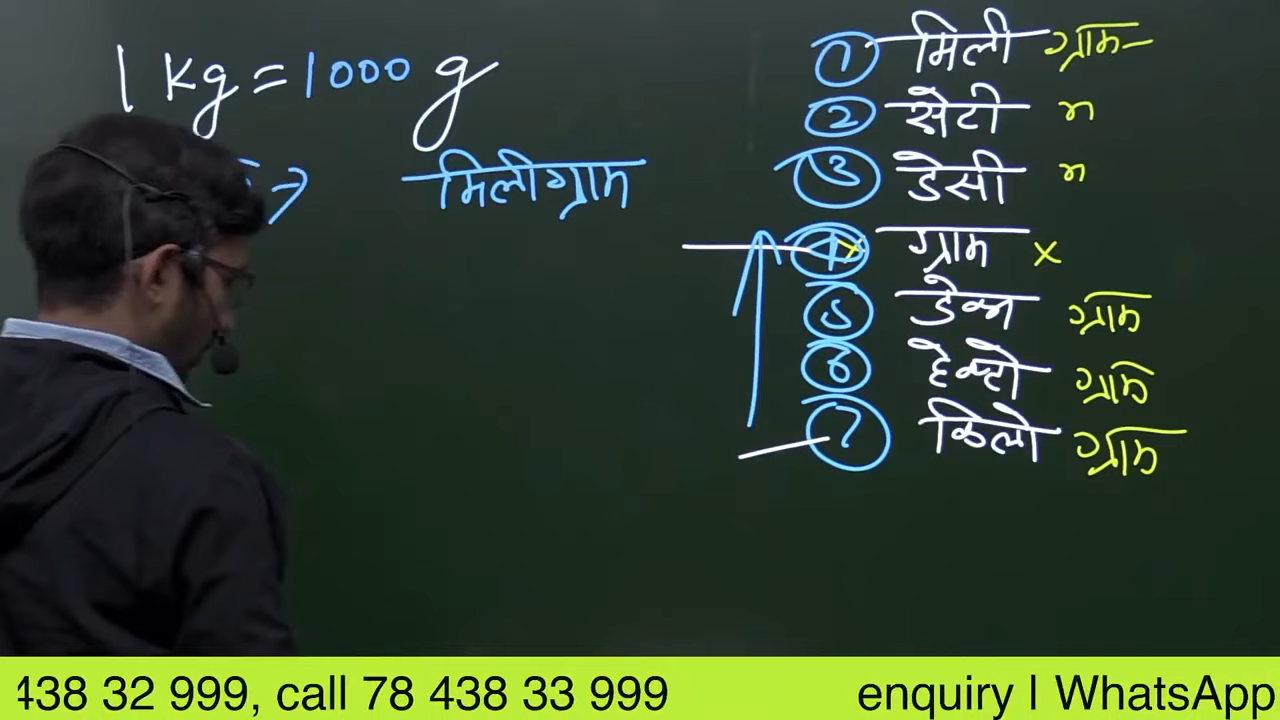 1 Kg = 1000 g
→ मिलीग्राम
① मिली ग्राम-
② सेंटी "
③ डेसी "
④ ग्राम ×
⑤ डेका ग्राम
⑥ हेक्टो ग्राम
⑦ किलो ग्राम
438 32 999, call 78 438 33 999 enquiry | WhatsApp